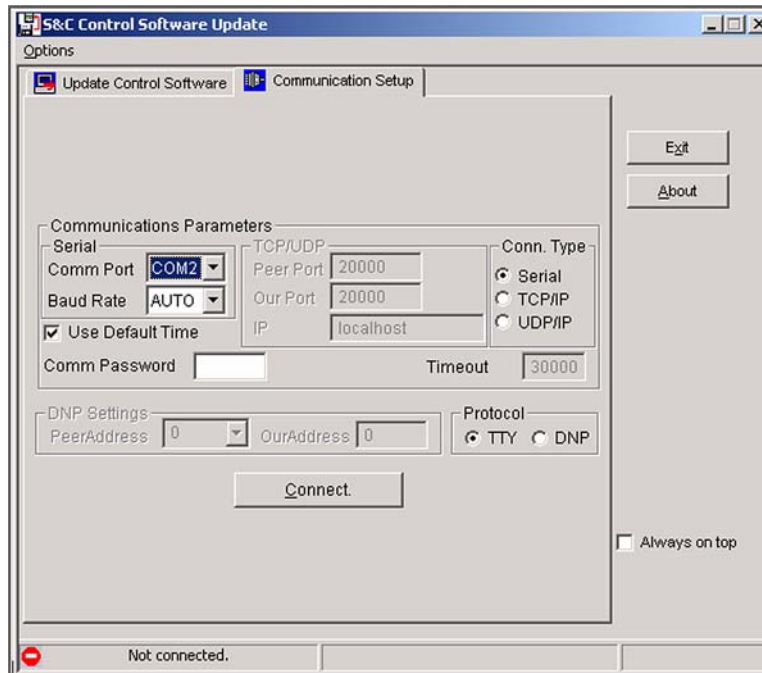 S&C Control Software Update
Options
Update Control Software Communication Setup
Exit
About
Communications Parameters
Serial TCP/UDP Conn. Type
Comm Port COM2 Peer Port 20000 Serial
Baud Rate AUTO Our Port 20000 TCP/IP
Use Default Time IP localhost UDP/IP
Comm Password Timeout 30000
DNP Settings Protocol
PeerAddress 0 OurAddress 0 TTY DNP
Connect.
Always on top
Not connected.